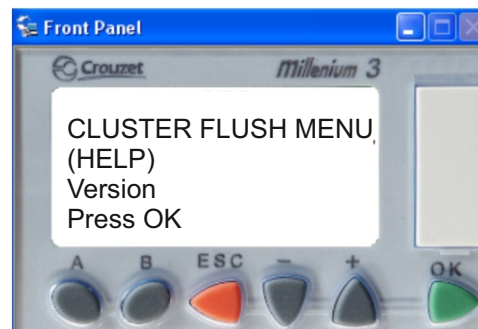 Front Panel
Crouzet millenium 3
CLUSTER FLUSH MENU
(HELP)
Version
Press OK
A B ESC - + OK